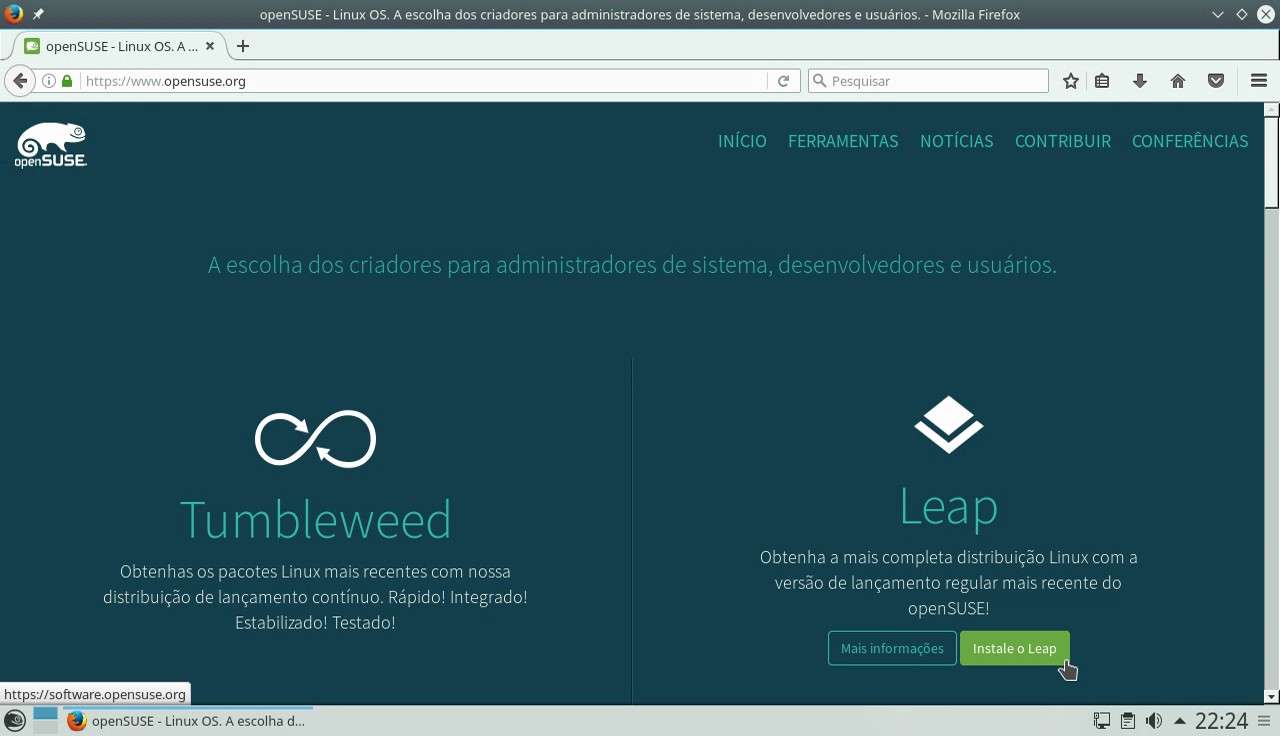 openSUSE - Linux OS. A escolha dos criadores para administradores de sistema, desenvolvedores e usuários. - Mozilla Firefox
openSUSE - Linux OS. A ...
https://www.opensuse.org
Pesquisar
openSUSE.
INÍCIO FERRAMENTAS NOTÍCIAS CONTRIBUIR CONFERÊNCIAS
A escolha dos criadores para administradores de sistema, desenvolvedores e usuários.
Tumbleweed
Obtenhas os pacotes Linux mais recentes com nossa
distribuição de lançamento contínuo. Rápido! Integrado!
Estabilizado! Testado!
Leap
Obtenha a mais completa distribuição Linux com a
versão de lançamento regular mais recente do
openSUSE!
Mais informações Instale o Leap
https://software.opensuse.org
openSUSE - Linux OS. A escolha d...
22:24